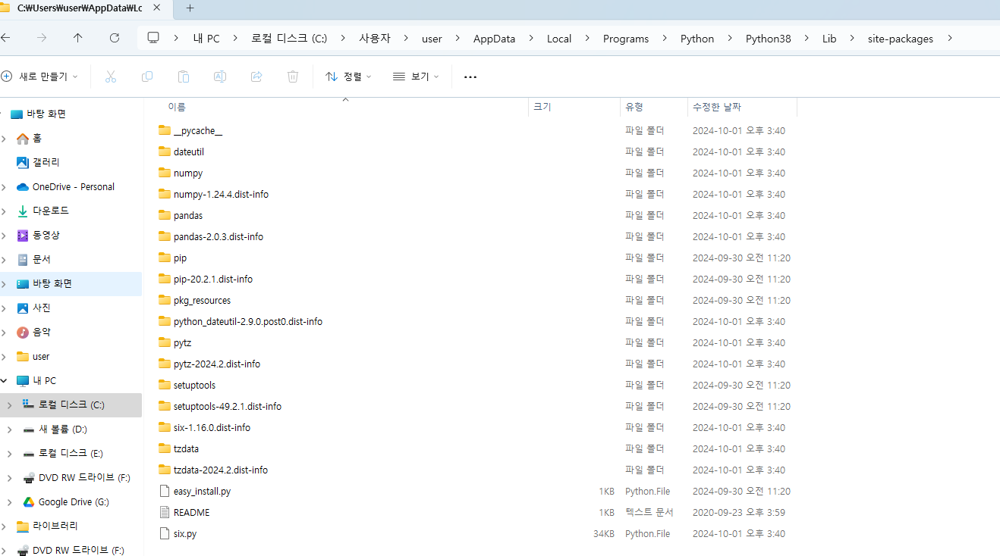 C:₩Users₩user₩AppData₩Lc
내 PC 로컬 디스크 (C:) 사용자 user AppData Local Programs Python Python38 Lib site-packages
새로 만들기 정렬 보기 ...
바탕 화면
홈
갤러리
OneDrive - Personal
다운로드
동영상
문서
바탕 화면
사진
음악
user
내 PC
로컬 디스크 (C:)
새 볼륨 (D:)
로컬 디스크 (E:)
DVD RW 드라이브 (F:)
Google Drive (G:)
라이브러리
DVD RW 드라이브 (F:)
이름 크기 유형 수정한 날짜
__pycache__ 파일 폴더 2024-10-01 오후 3:40
dateutil 파일 폴더 2024-10-01 오후 3:40
numpy 파일 폴더 2024-10-01 오후 3:40
numpy-1.24.4.dist-info 파일 폴더 2024-10-01 오후 3:40
pandas 파일 폴더 2024-10-01 오후 3:40
pandas-2.0.3.dist-info 파일 폴더 2024-10-01 오후 3:40
pip 파일 폴더 2024-09-30 오전 11:20
pip-20.2.1.dist-info 파일 폴더 2024-09-30 오전 11:20
pkg_resources 파일 폴더 2024-09-30 오전 11:20
python_dateutil-2.9.0.post0.dist-info 파일 폴더 2024-10-01 오후 3:40
pytz 파일 폴더 2024-10-01 오후 3:40
pytz-2024.2.dist-info 파일 폴더 2024-10-01 오후 3:40
setuptools 파일 폴더 2024-09-30 오전 11:20
setuptools-49.2.1.dist-info 파일 폴더 2024-09-30 오전 11:20
six-1.16.0.dist-info 파일 폴더 2024-10-01 오후 3:40
tzdata 파일 폴더 2024-10-01 오후 3:40
tzdata-2024.2.dist-info 파일 폴더 2024-10-01 오후 3:40
easy_install.py 1KB Python.File 2024-09-30 오전 11:20
README 1KB 텍스트 문서 2020-09-23 오후 3:59
six.py 34KB Python.File 2024-10-01 오후 3:40